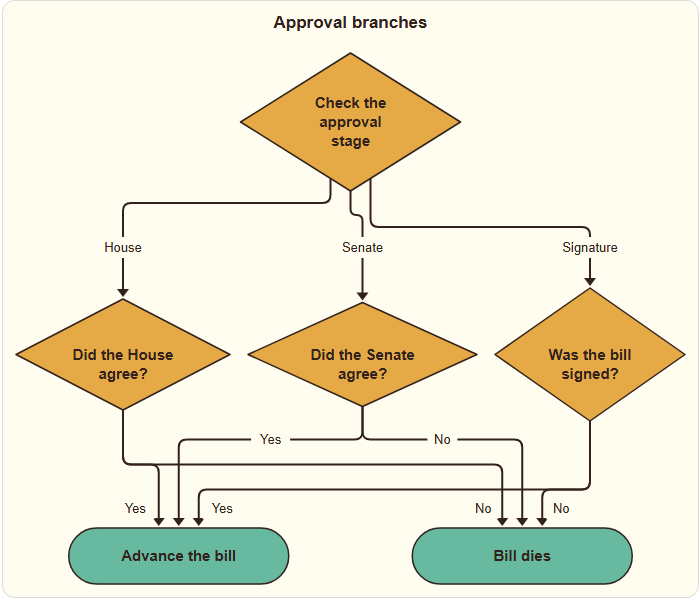 Approval branches
Check the
approval
stage
House
Senate
Signature
Did the House
agree?
Did the Senate
agree?
Was the bill
signed?
Yes
No
Yes
Yes
No
No
Advance the bill
Bill dies